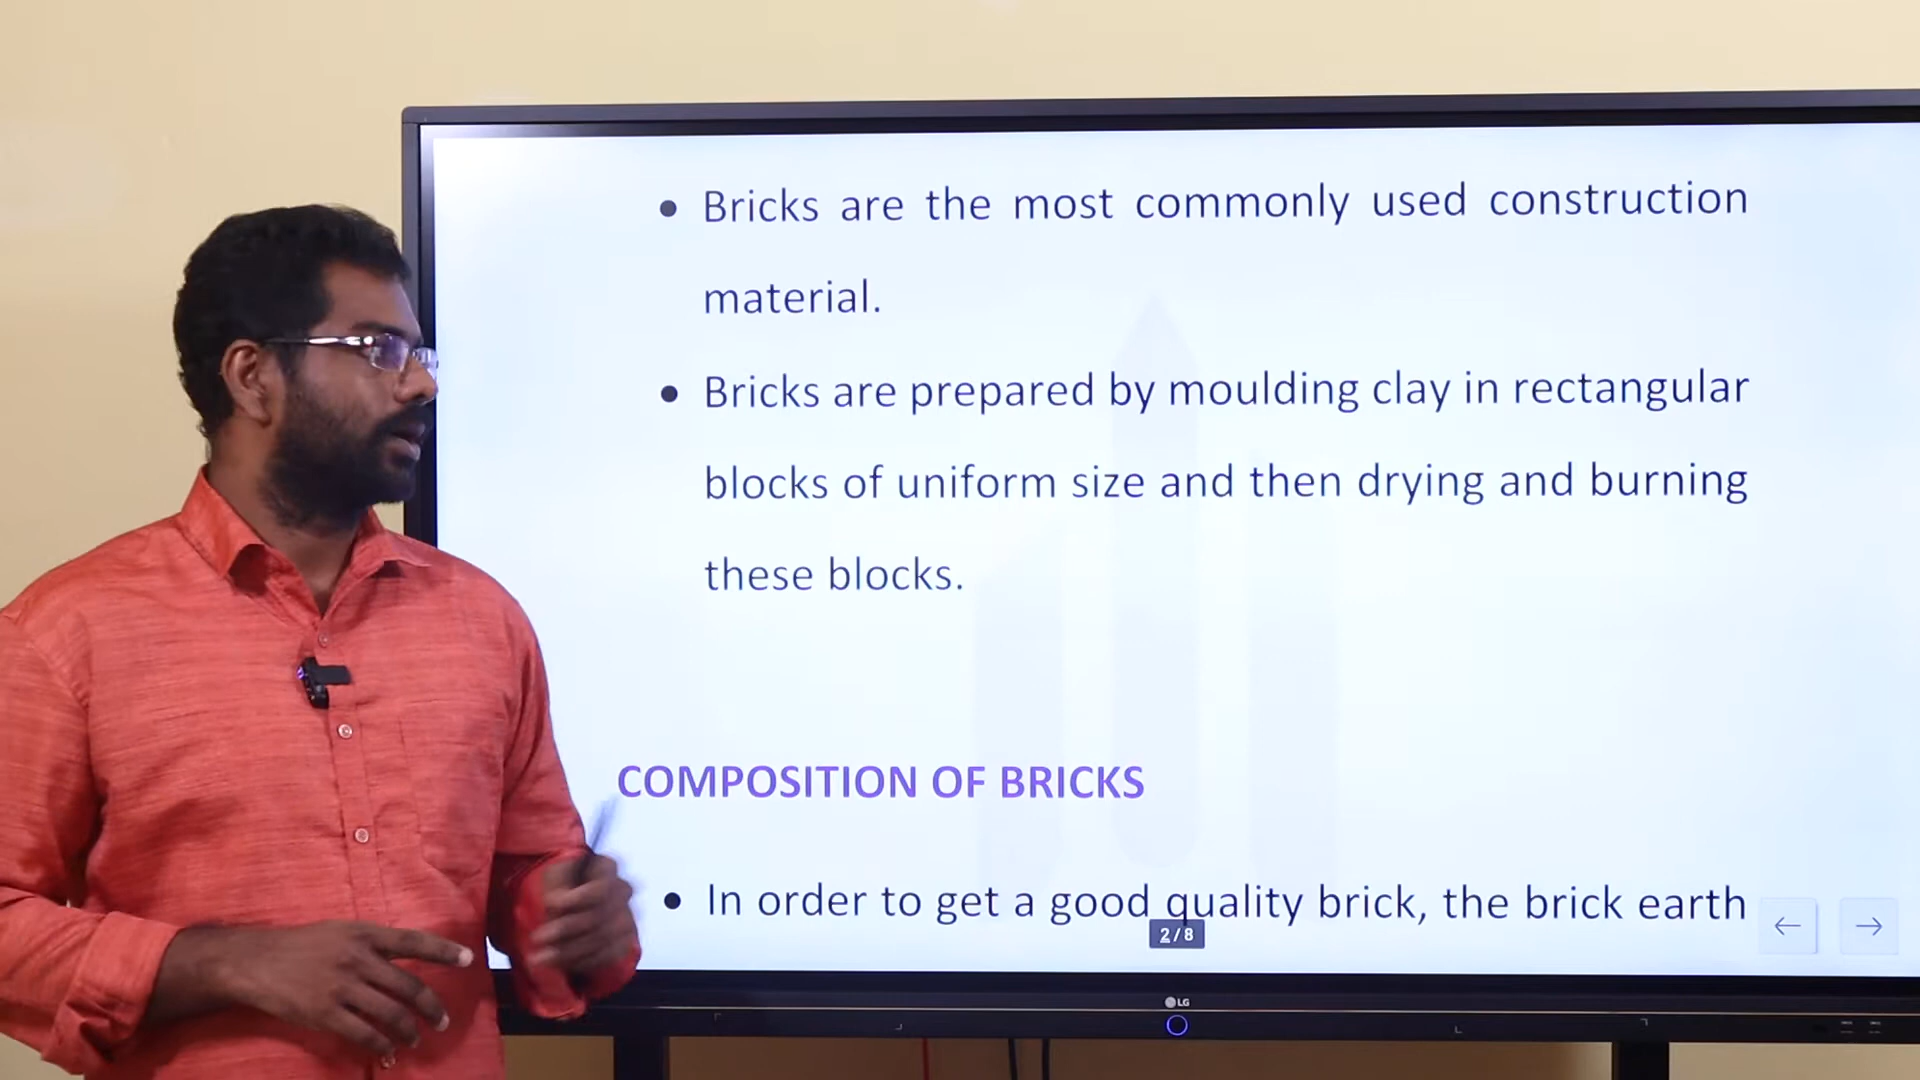 • Bricks are the most commonly used construction
material.
• Bricks are prepared by moulding clay in rectangular
blocks of uniform size and then drying and burning
these blocks.
COMPOSITION OF BRICKS
• In order to get a good quality brick, the brick earth
2/8
LG